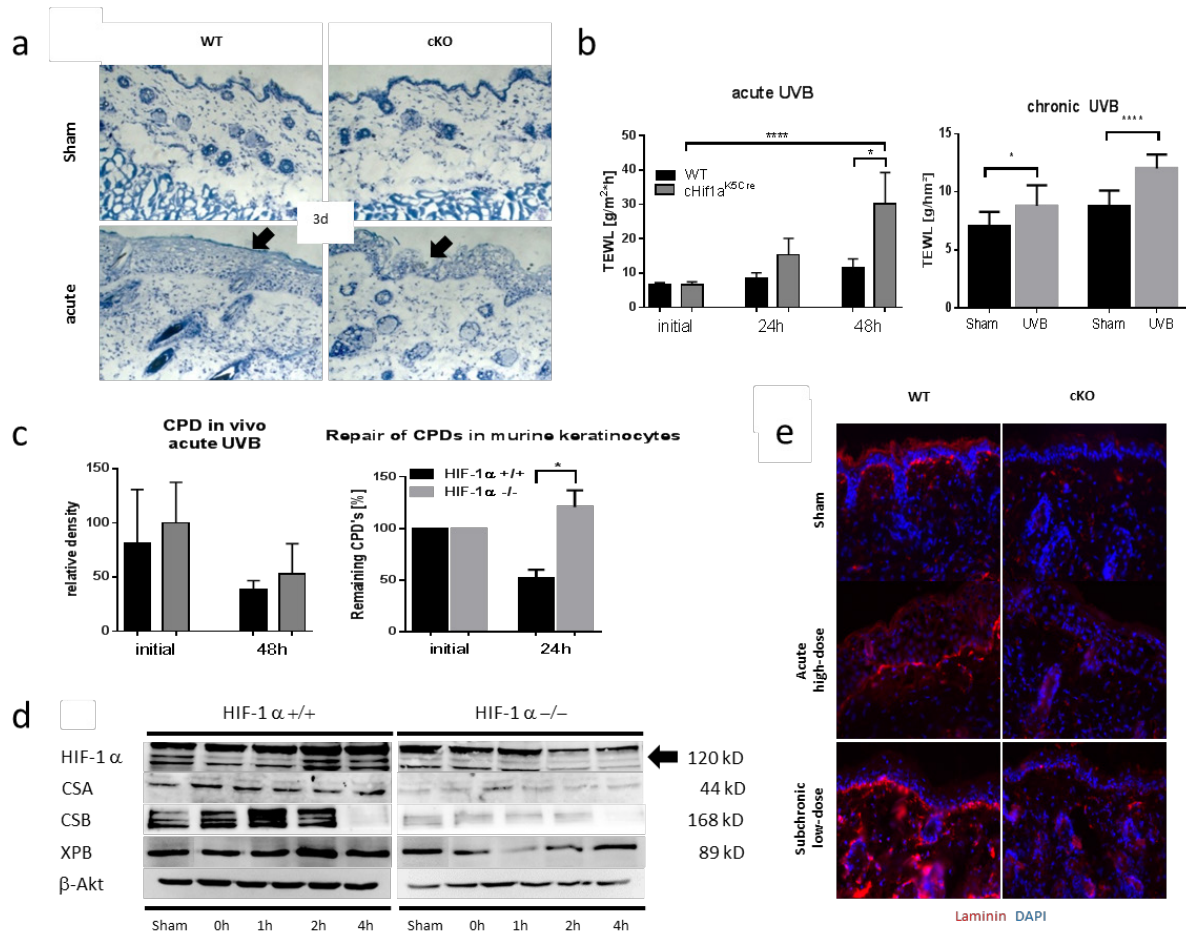 a
WT
cKO
Sham
acute
3d
b
acute UVB
TEWL [g/m²*h]
50
40
30
20
10
0
****
*
WT
cHif1a^K5Cre
initial
24h
48h
chronic UVB
TEWL [g/hm²]
15
10
5
0
*
****
Sham
UVB
Sham
UVB
c
CPD in vivo
acute UVB
relative density
150
100
50
0
initial
48h
Repair of CPDs in murine keratinocytes
Remaining CPD's [%]
150
100
50
0
HIF-1α +/+
HIF-1α -/-
*
initial
24h
d
HIF-1 α +/+
HIF-1 α −/−
HIF-1 α
120 kD
CSA
44 kD
CSB
168 kD
XPB
89 kD
β-Akt
Sham 0h 1h 2h 4h
Sham 0h 1h 2h 4h
e
WT
cKO
Sham
Acute
high-dose
Subchronic
low-dose
Laminin DAPI